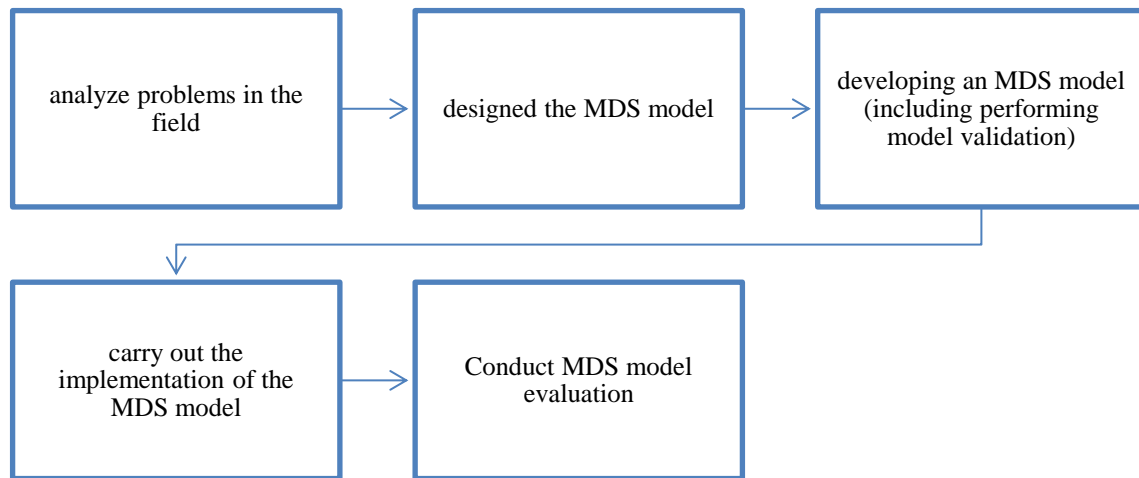 analyze problems in the
field
designed the MDS model
developing an MDS model
(including performing
model validation)
carry out the
implementation of the
MDS model
Conduct MDS model
evaluation